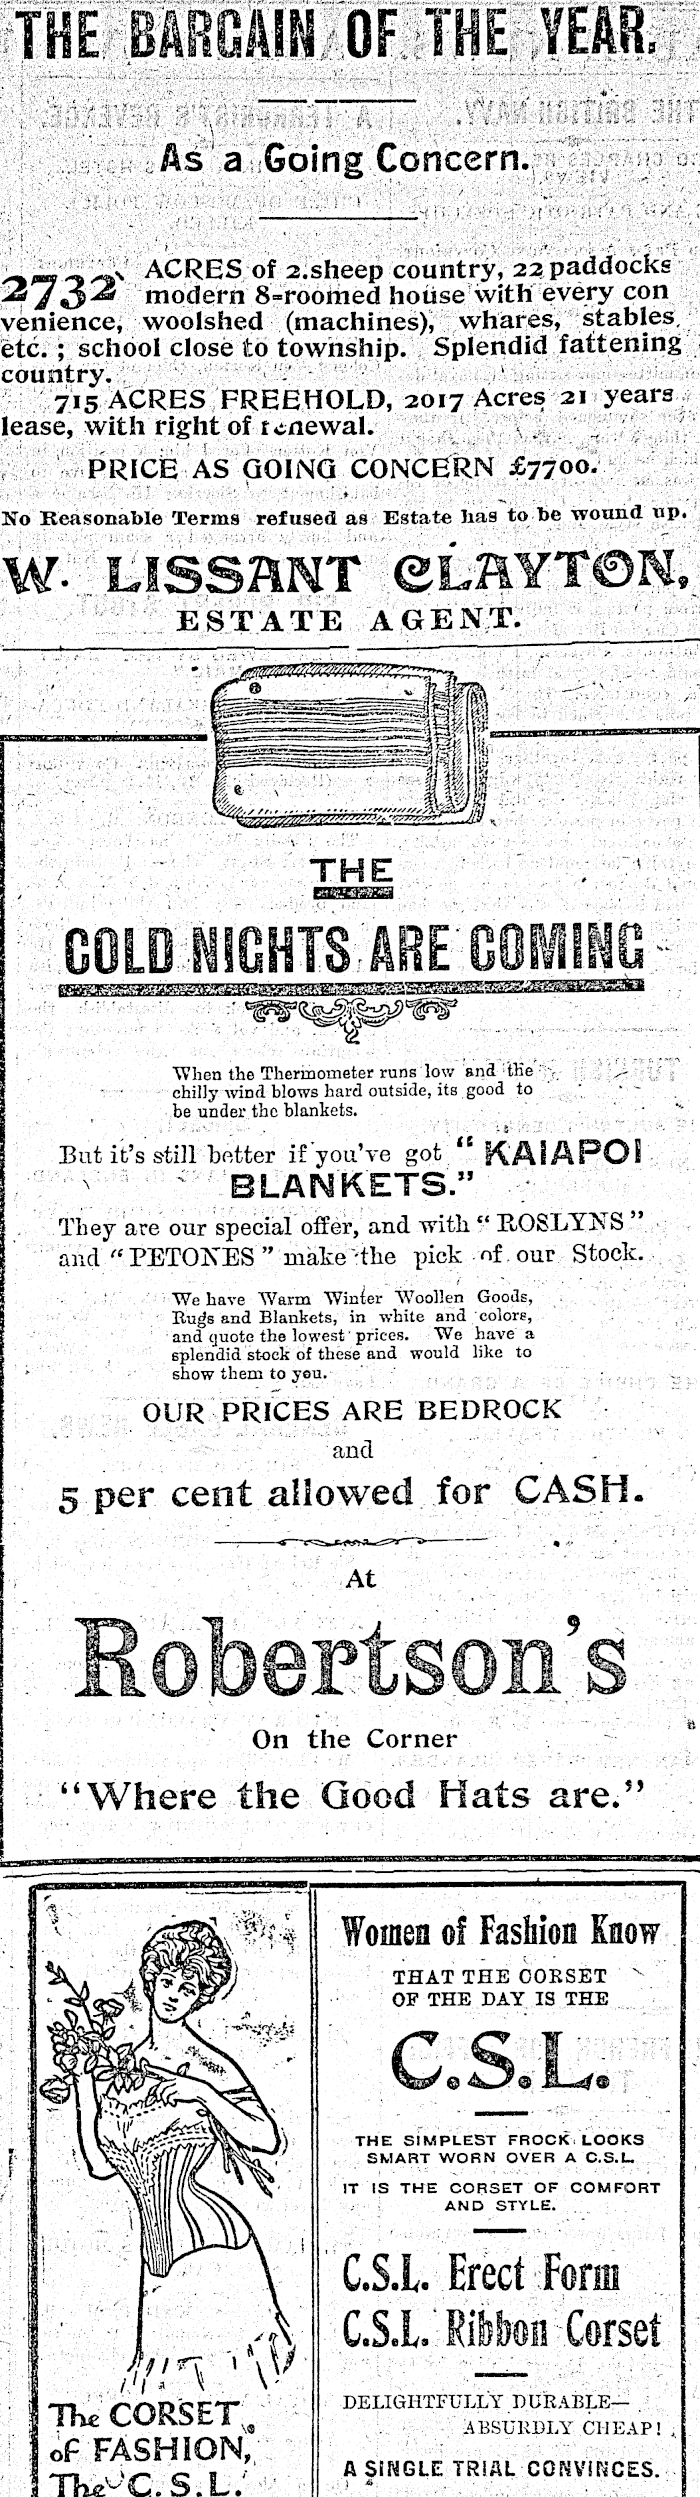 THE BARGAIN OF THE YEAR.
As a Going Concern.
2732 ACRES of 2.sheep country, 22 paddocks
modern 8-roomed house with every con
venience, woolshed (machines), whares, stables
etc. ; school close to township. Splendid fattening
country.
715 ACRES FREEHOLD, 2017 Acres 21 years
lease, with right of renewal.
PRICE AS GOING CONCERN £7700.
No Reasonable Terms refused as Estate has to be wound up.
W. LISSANT CLAYTON,
ESTATE AGENT.
THE
COLD NIGHTS ARE COMING
When the Thermometer runs low and the
chilly wind blows hard outside, its good to
be under the blankets.
But it's still better if you've got "KAIAPOI
BLANKETS."
They are our special offer, and with "ROSLYNS"
and "PETONES" make the pick of our Stock.
We have Warm Winter Woollen Goods,
Rugs and Blankets, in white and colors,
and quote the lowest prices. We have a
splendid stock of these and would like to
show them to you.
OUR PRICES ARE BEDROCK
and
5 per cent allowed for CASH.
At
Robertson's
On the Corner
"Where the Good Hats are."
The CORSET
of FASHION,
The C.S.L.
Women of Fashion Know
THAT THE CORSET
OF THE DAY IS THE
C.S.L.
THE SIMPLEST FROCK LOOKS
SMART WORN OVER A C.S.L.
IT IS THE CORSET OF COMFORT
AND STYLE.
C.S.L. Erect Form
C.S.L. Ribbon Corset
DELIGHTFULLY DURABLE—
ABSURDLY CHEAP!
A SINGLE TRIAL CONVINCES.